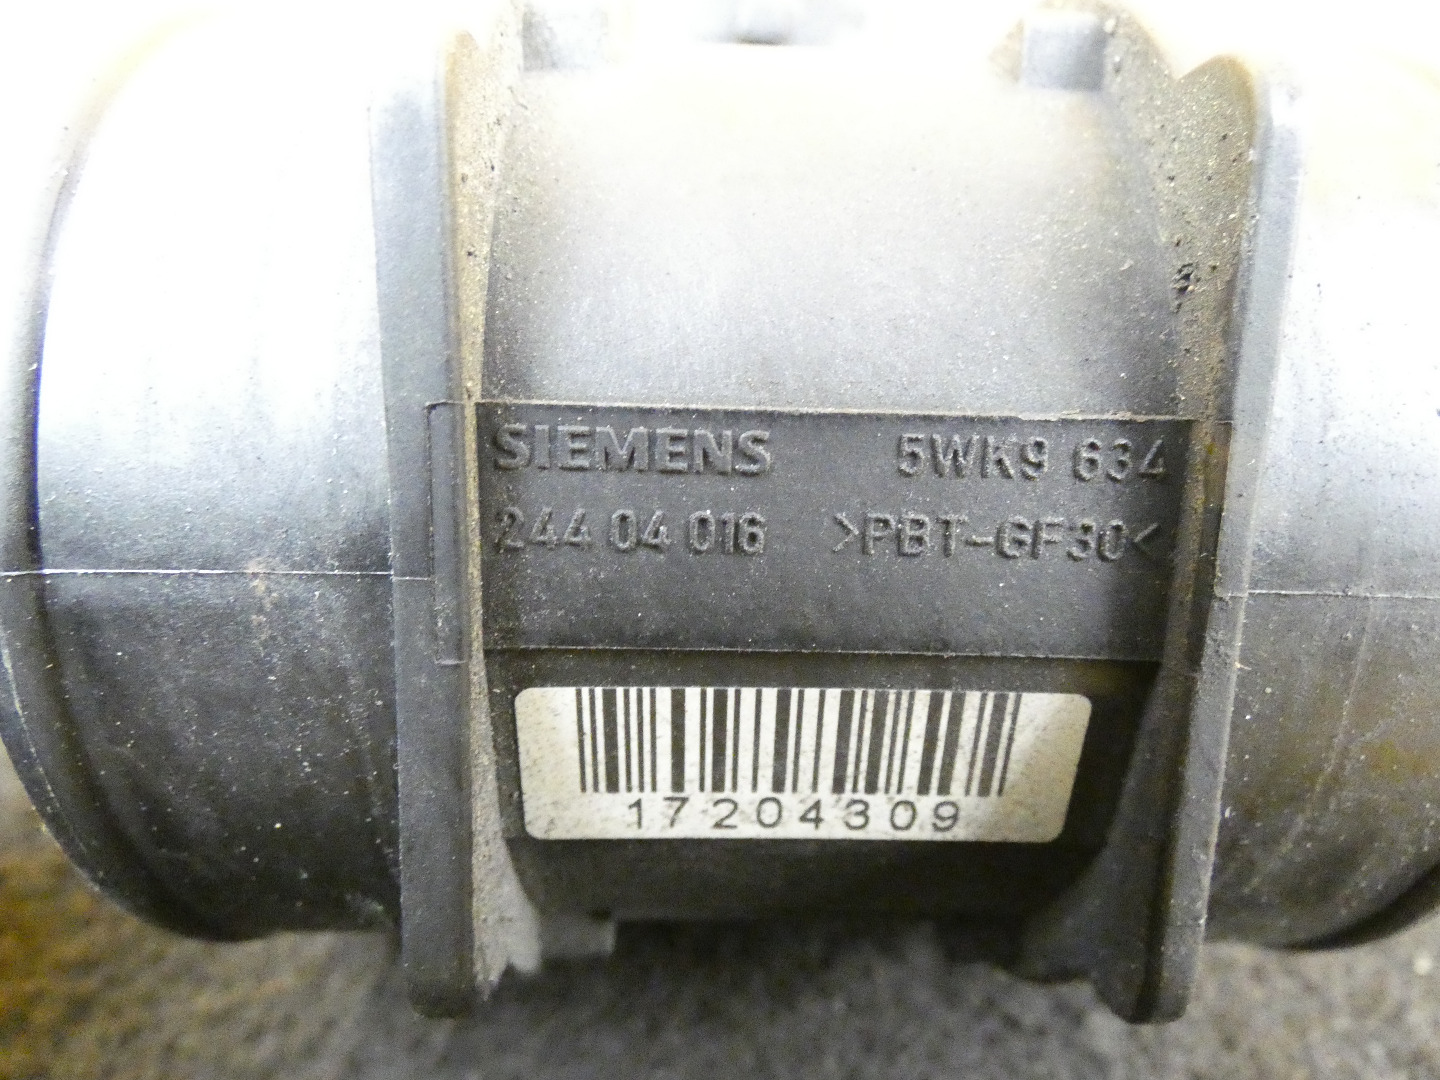 SIEMENS 5WK9 634
244 04 016 >PBT-GF30<
17204309